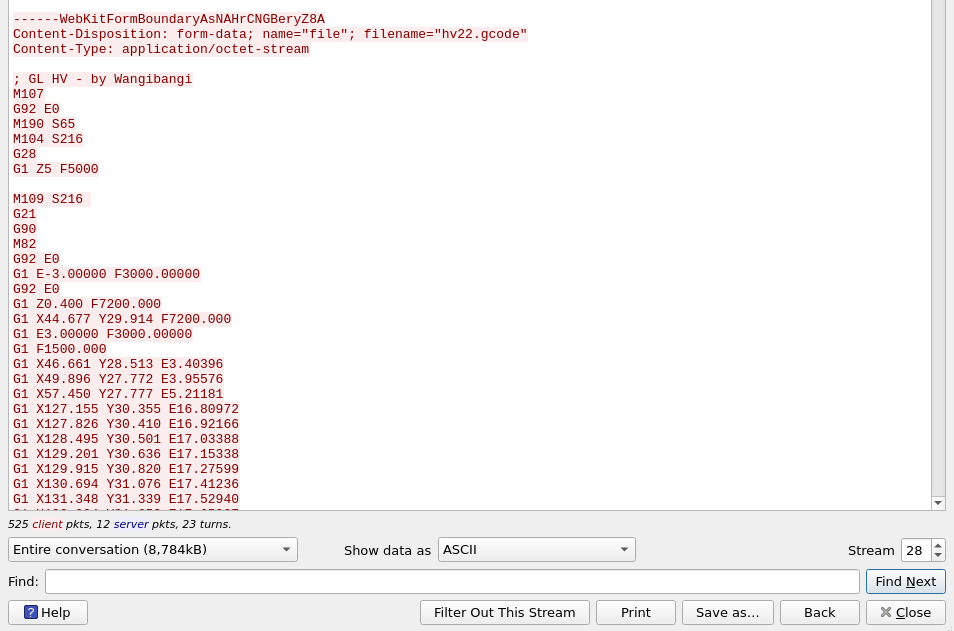 ------WebKitFormBoundaryAsNAHrCNGBeryZ8A
Content-Disposition: form-data; name="file"; filename="hv22.gcode"
Content-Type: application/octet-stream
; GL HV - by Wangibangi
M107
G92 E0
M190 S65
M104 S216
G28
G1 Z5 F5000
M109 S216
G21
G90
M82
G92 E0
G1 E-3.00000 F3000.00000
G92 E0
G1 Z0.400 F7200.000
G1 X44.677 Y29.914 F7200.000
G1 E3.00000 F3000.00000
G1 F1500.000
G1 X46.661 Y28.513 E3.40396
G1 X49.896 Y27.772 E3.95576
G1 X57.450 Y27.777 E5.21181
G1 X127.155 Y30.355 E16.80972
G1 X127.826 Y30.410 E16.92166
G1 X128.495 Y30.501 E17.03388
G1 X129.201 Y30.636 E17.15338
G1 X129.915 Y30.820 E17.27599
G1 X130.694 Y31.076 E17.41236
G1 X131.348 Y31.339 E17.52940
525 client pkts, 12 server pkts, 23 turns.
Entire conversation (8,784kB) Show data as ASCII Stream 28
Find: Find Next
Help Filter Out This Stream Print Save as... Back Close